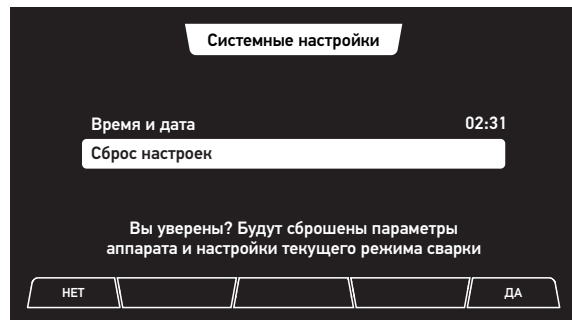 Системные настройки
Время и дата 02:31
Сброс настроек
Вы уверены? Будут сброшены параметры
аппарата и настройки текущего режима сварки
НЕТ ДА